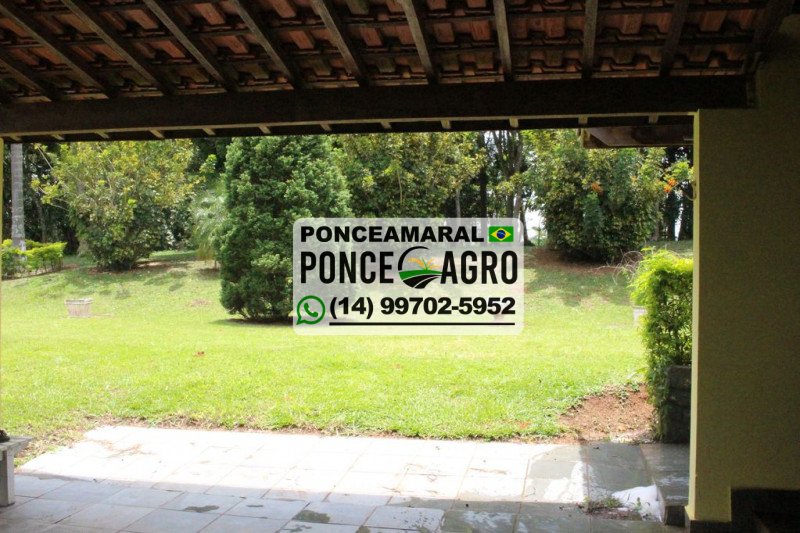 PONCEAMARAL
PONCE AGRO
(14) 99702-5952